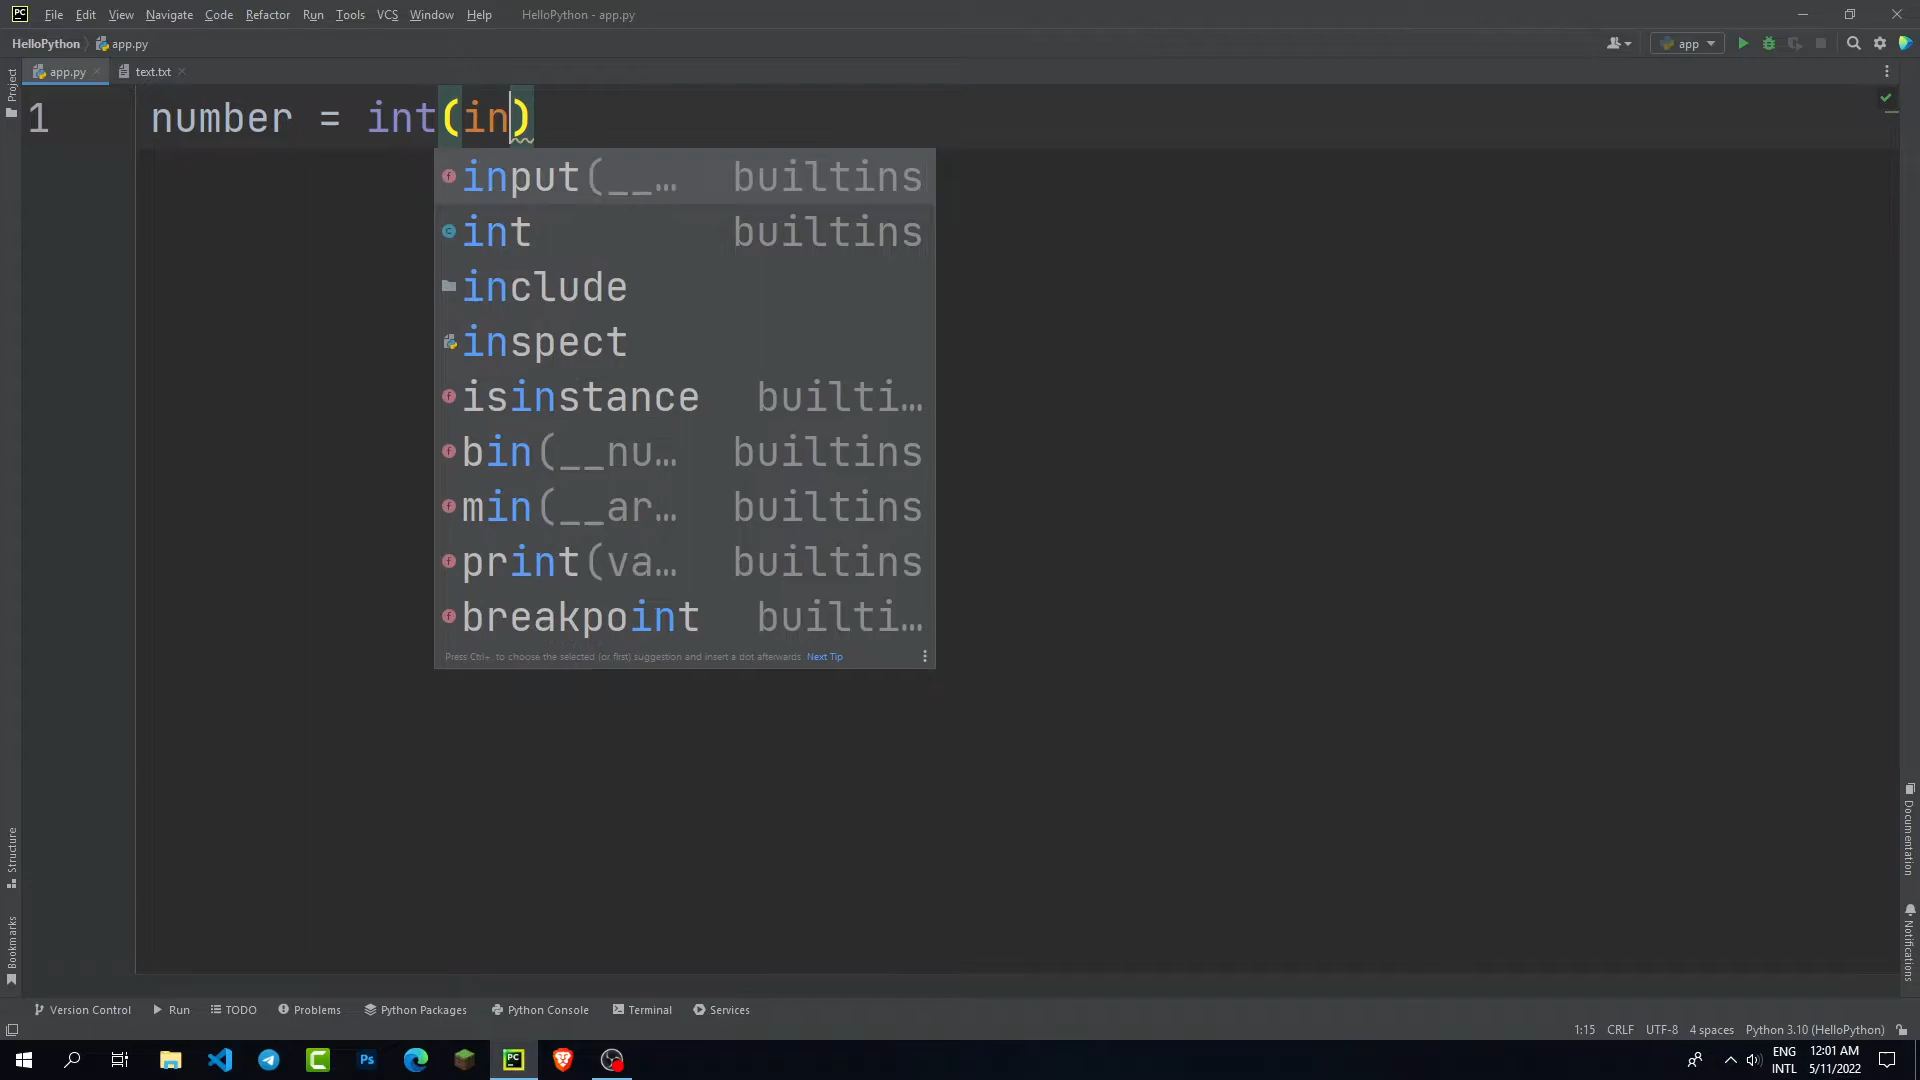 PC File Edit View Navigate Code Refactor Run Tools VCS Window Help HelloPython - app.py
HelloPython app.py app
Project
app.py text.txt
1 number = int(in)
input(__… builtins
int builtins
include
inspect
isinstance builti…
bin(__nu… builtins
min(__ar… builtins
print(va… builtins
breakpoint builti…
Press Ctrl+. to choose the selected (or first) suggestion and insert a dot afterwards Next Tip
Structure
Bookmarks
Documentation
Notifications
Version Control Run TODO Problems Python Packages Python Console Terminal Services
1:15 CRLF UTF-8 4 spaces Python 3.10 (HelloPython)
Ps PC ENG 12:01 AM
INTL 5/11/2022